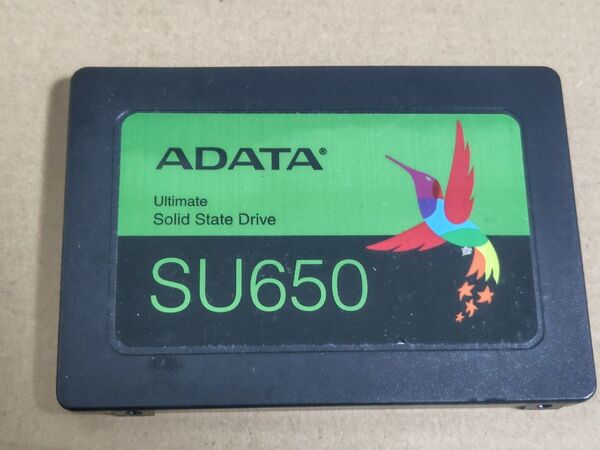 ADATA®
Ultimate
Solid State Drive
SU650